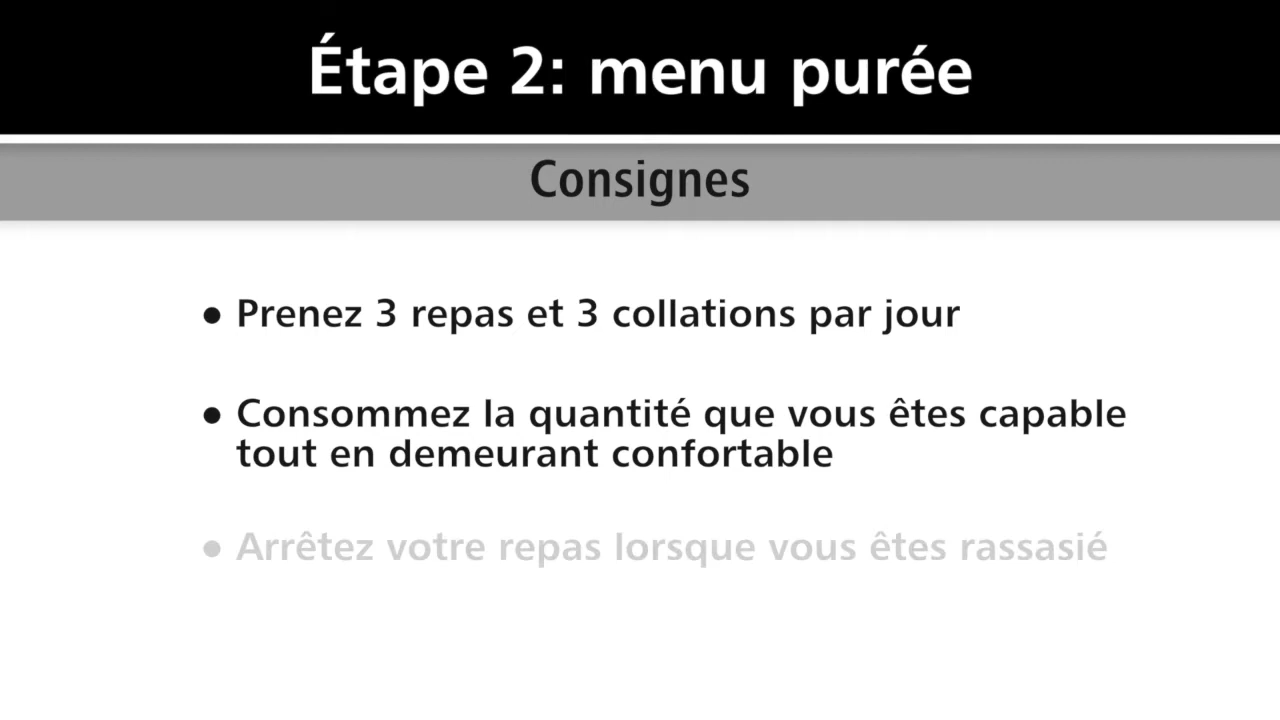 Étape 2: menu purée
Consignes
• Prenez 3 repas et 3 collations par jour
• Consommez la quantité que vous êtes capable
tout en demeurant confortable
• Arrêtez votre repas lorsque vous êtes rassasié